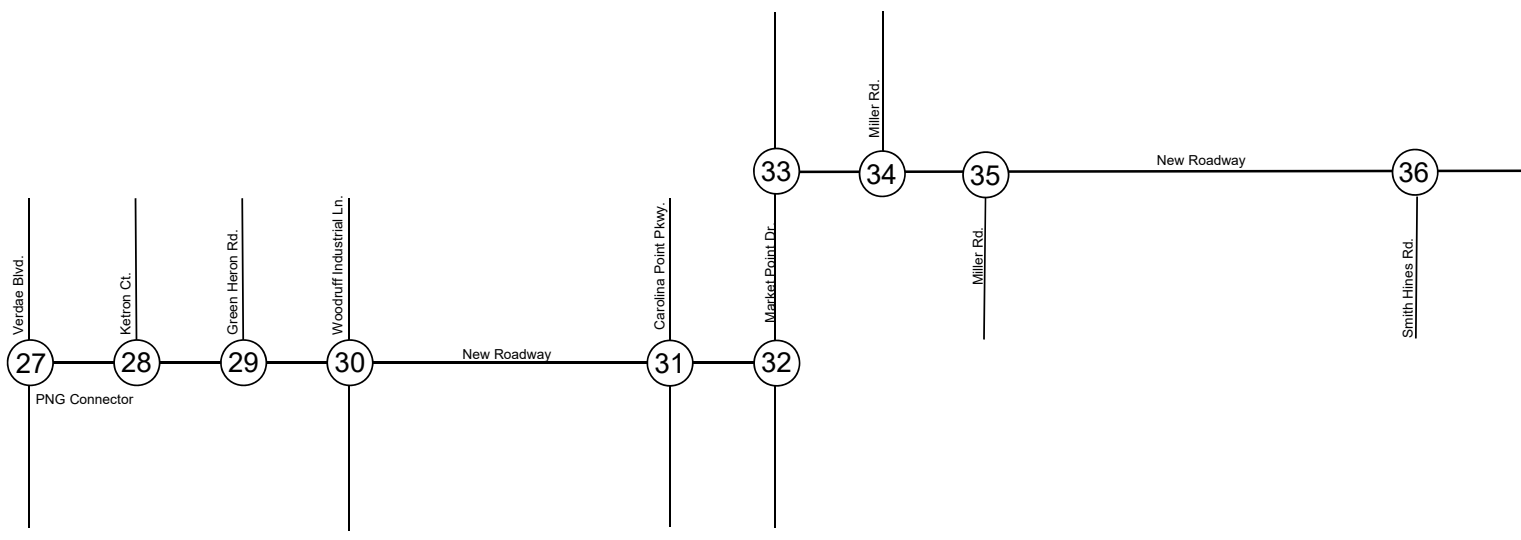 Miller Rd.
33
34
35
New Roadway
36
Verdae Blvd.
Ketron Ct.
Green Heron Rd.
Woodruff Industrial Ln.
Carolina Point Pkwy.
Market Point Dr.
Miller Rd.
Smith Hines Rd.
27
28
29
30
New Roadway
31
32
PNG Connector